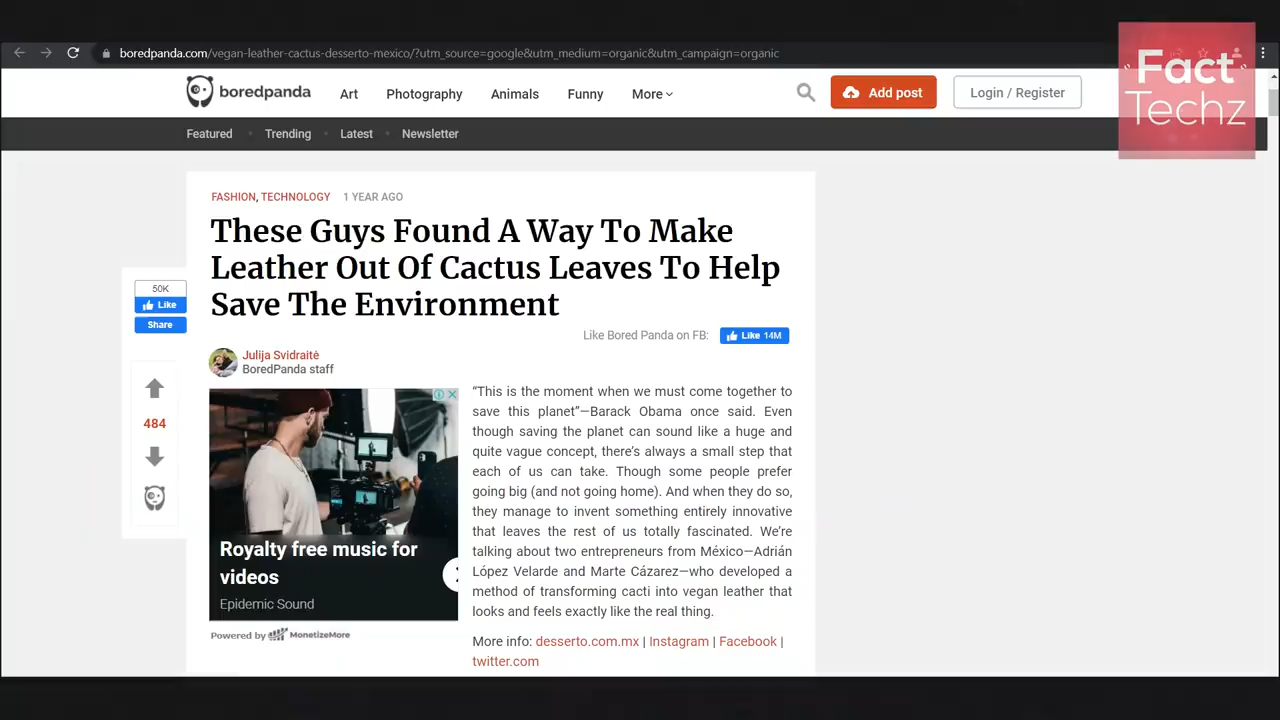 boredpanda.com/vegan-leather-cactus-desserto-mexico/?utm_source=google&utm_medium=organic&utm_campaign=organic
"Fact"
Techz
boredpanda
Art
Photography
Animals
Funny
More
Add post
Login / Register
Featured
Trending
Latest
Newsletter
FASHION, TECHNOLOGY 1 YEAR AGO
These Guys Found A Way To Make
Leather Out Of Cactus Leaves To Help
Save The Environment
50K
Like
Share
Like Bored Panda on FB:
Like 14M
Julija Svidraitė
BoredPanda staff
484
Royalty free music for
videos
Epidemic Sound
Powered by MonetizeMore
“This is the moment when we must come together to
save this planet”—Barack Obama once said. Even
though saving the planet can sound like a huge and
quite vague concept, there’s always a small step that
each of us can take. Though some people prefer
going big (and not going home). And when they do so,
they manage to invent something entirely innovative
that leaves the rest of us totally fascinated. We’re
talking about two entrepreneurs from México—Adrián
López Velarde and Marte Cázarez—who developed a
method of transforming cacti into vegan leather that
looks and feels exactly like the real thing.
More info: desserto.com.mx | Instagram | Facebook |
twitter.com